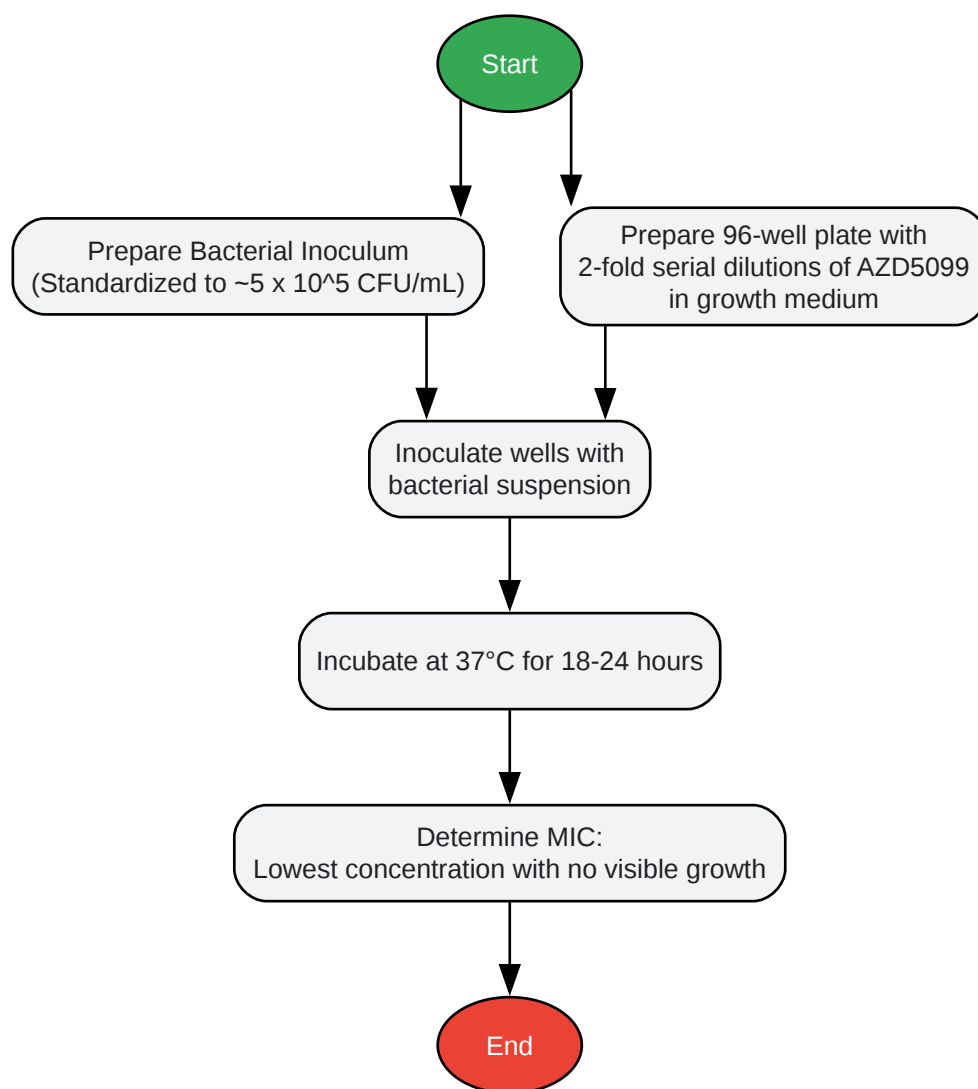 Start
Prepare Bacterial Inoculum
(Standardized to ~5 x 10^5 CFU/mL)
Prepare 96-well plate with
2-fold serial dilutions of AZD5099
in growth medium
Inoculate wells with
bacterial suspension
Incubate at 37°C for 18-24 hours
Determine MIC:
Lowest concentration with no visible growth
End